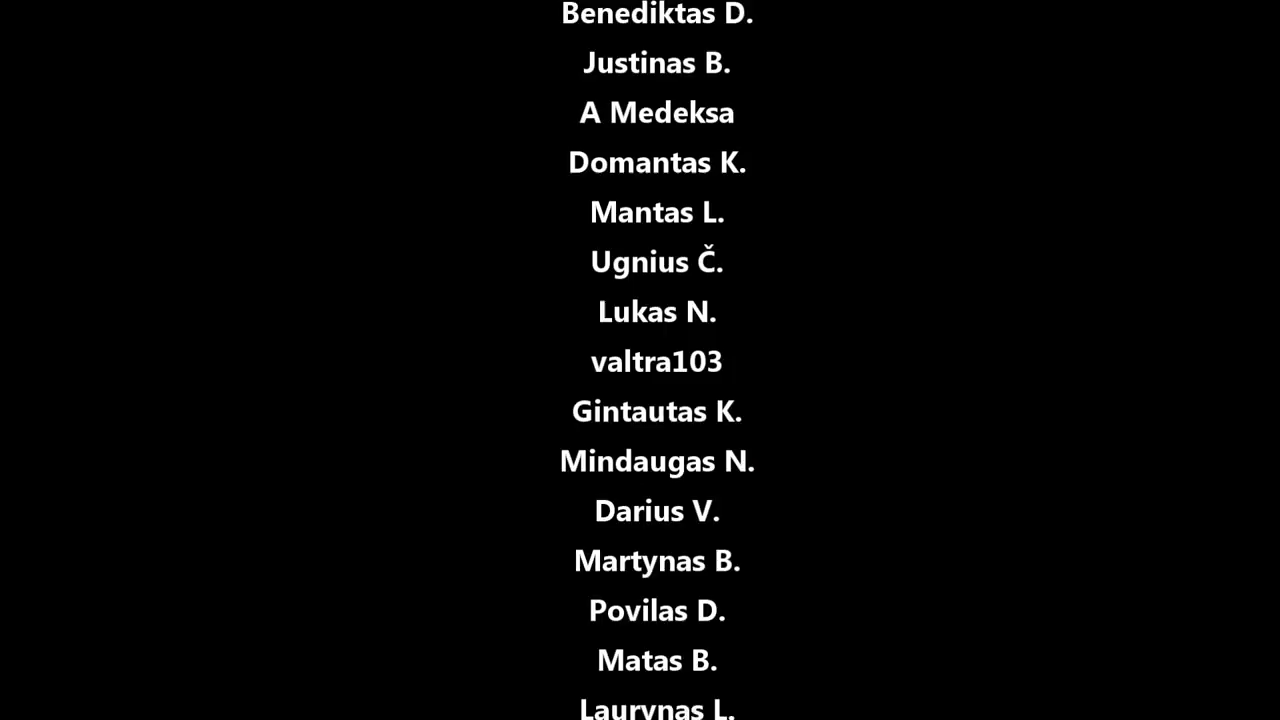 Benediktas D.
Justinas B.
A Medeksa
Domantas K.
Mantas L.
Ugnius Č.
Lukas N.
valtra103
Gintautas K.
Mindaugas N.
Darius V.
Martynas B.
Povilas D.
Matas B.
Laurynas L.